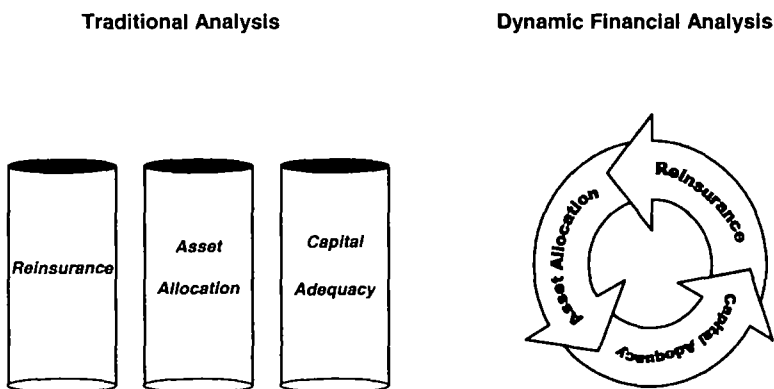 Traditional Analysis
Dynamic Financial Analysis
Reinsurance
Asset
Allocation
Capital
Adequacy
Reinsurance
Asset Allocation
Capital Adequacy